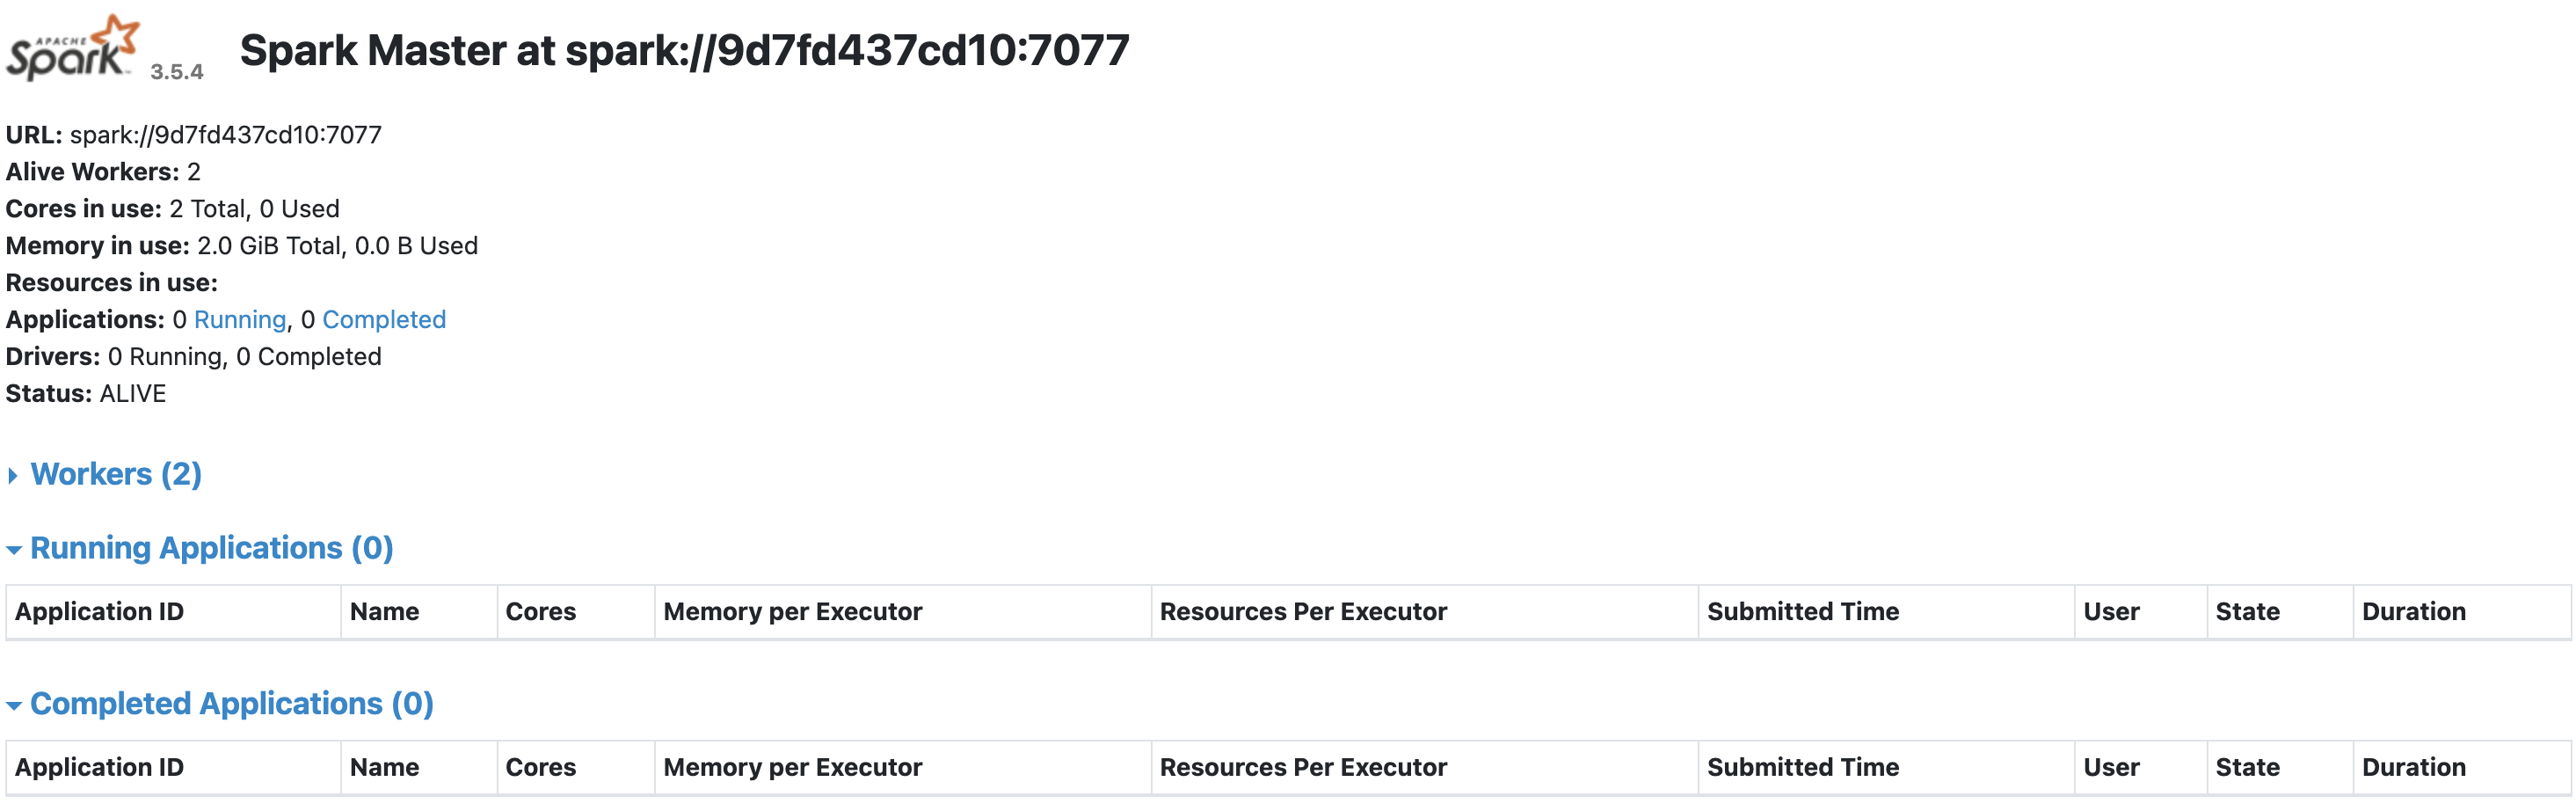 APACHE
Spark 3.5.4 Spark Master at spark://9d7fd437cd10:7077
URL: spark://9d7fd437cd10:7077
Alive Workers: 2
Cores in use: 2 Total, 0 Used
Memory in use: 2.0 GiB Total, 0.0 B Used
Resources in use:
Applications: 0 Running, 0 Completed
Drivers: 0 Running, 0 Completed
Status: ALIVE
Workers (2)
Running Applications (0)
Application ID Name Cores Memory per Executor Resources Per Executor Submitted Time User State Duration
Completed Applications (0)
Application ID Name Cores Memory per Executor Resources Per Executor Submitted Time User State Duration